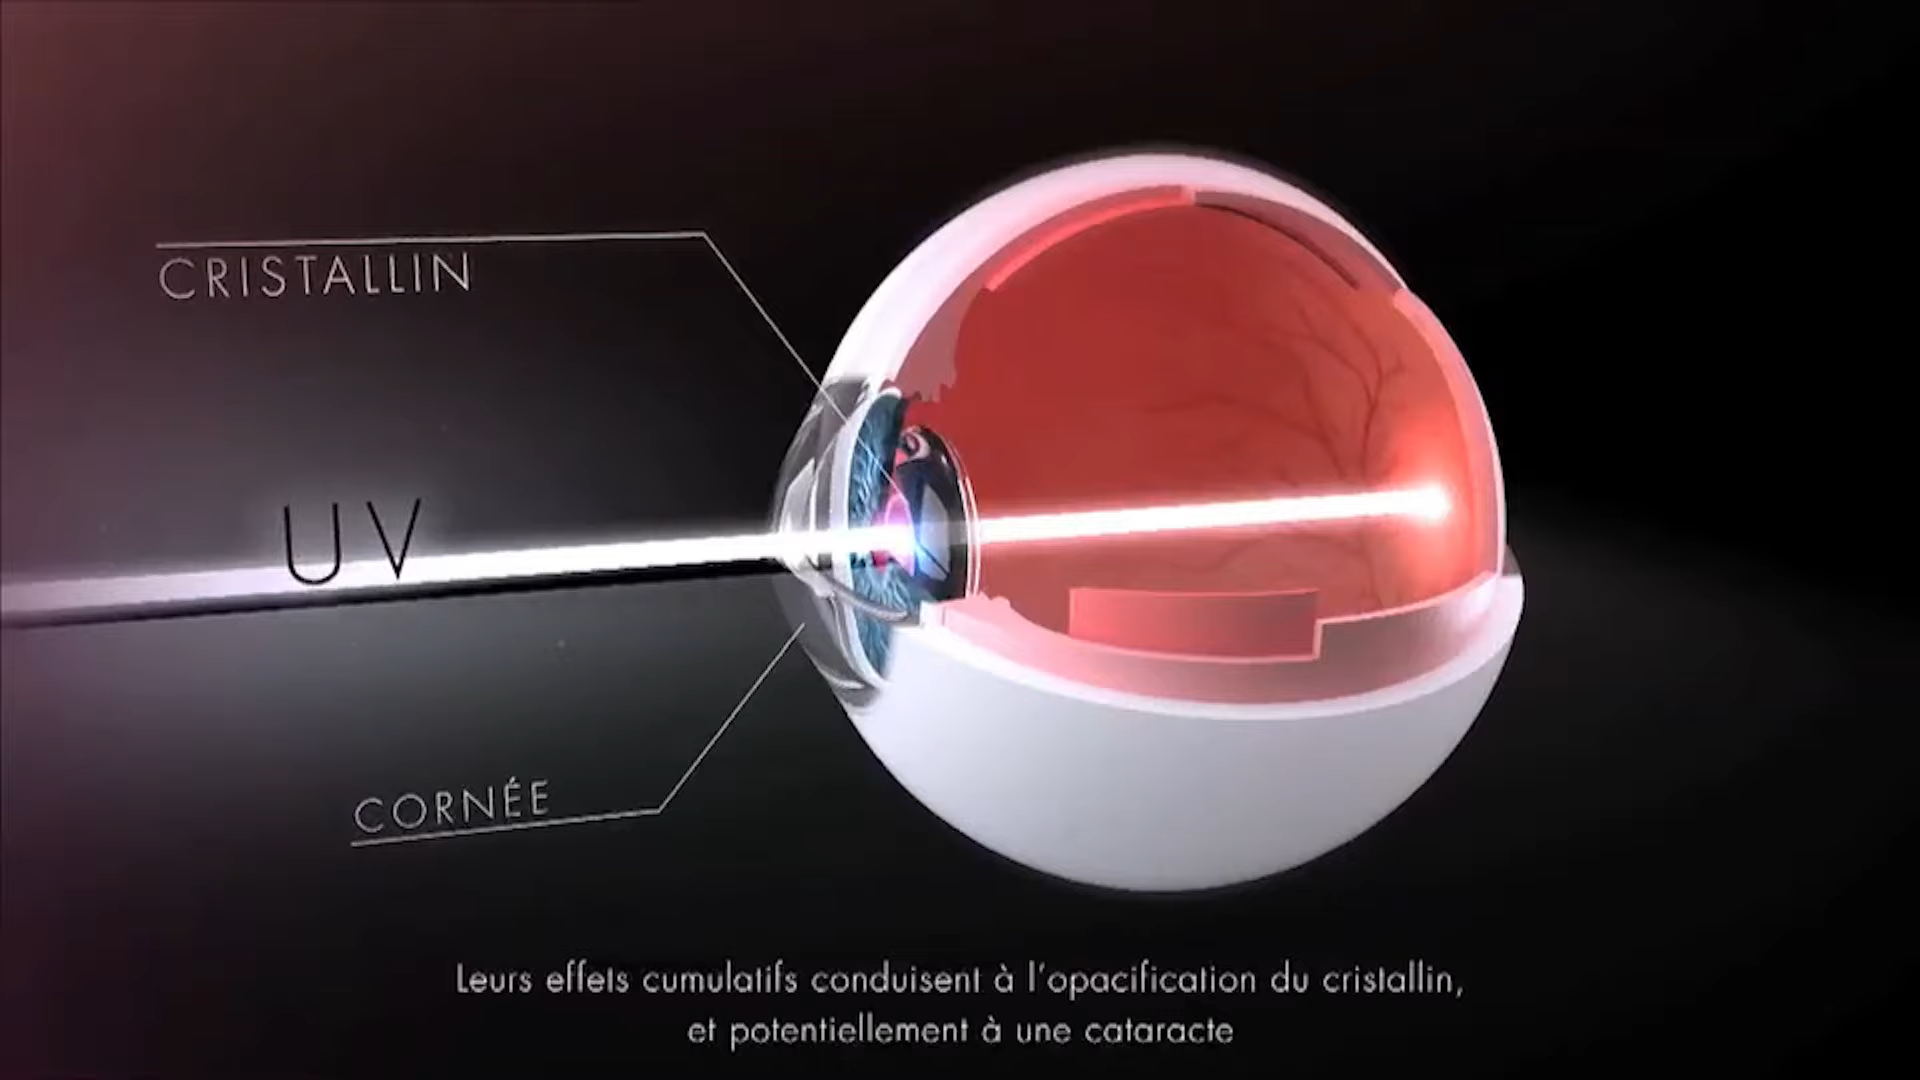 CRISTALLIN
UV
CORNÉE
Leurs effets cumulatifs conduisent à l'opacification du cristallin,
et potentiellement à une cataracte